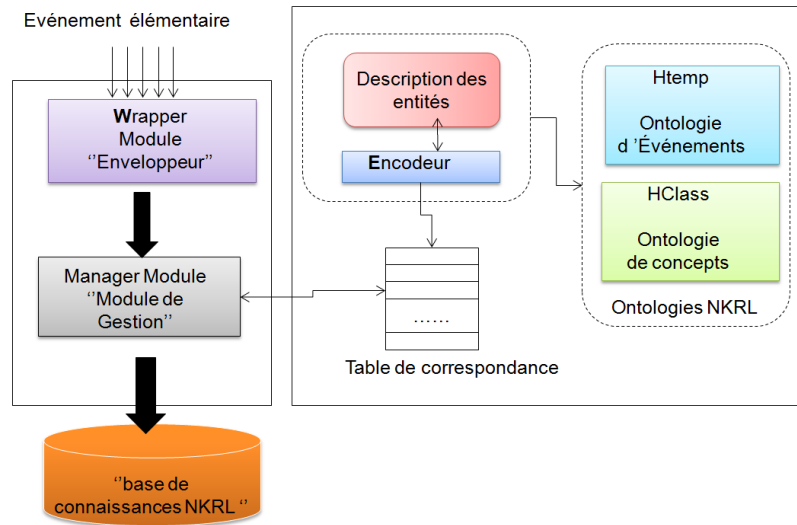 Evénement élémentaire
Wrapper
Module
‘‘Enveloppeur’’
Manager Module
‘‘Module de
Gestion’’
‘‘base de
connaissances NKRL ‘‘
Description des
entités
Encodeur
......
Table de correspondance
Htemp
Ontologie
d ’Événements
HClass
Ontologie
de concepts
Ontologies NKRL